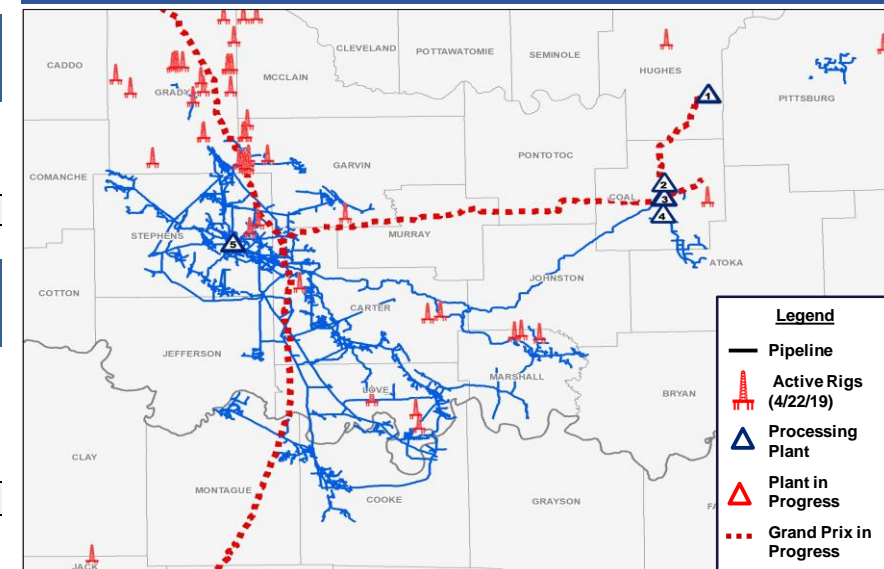 CLEVELAND
POTTAWATOMIE
SEMINOLE
CADDO
HUGHES
MCCLAIN
GRADY
PITTSBURG
1
PONTOTOC
GARVIN
COMANCHE
2
COAL
3
4
STEPHENS
MURRAY
5
ATOKA
JOHNSTON
COTTON
CARTER
JEFFERSON
MARSHALL
LOVE
BRYAN
CLAY
MONTAGUE
COOKE
GRAYSON
FA
JACK
Legend
Pipeline
Active Rigs
(4/22/19)
Processing
Plant
Plant in
Progress
Grand Prix in
Progress